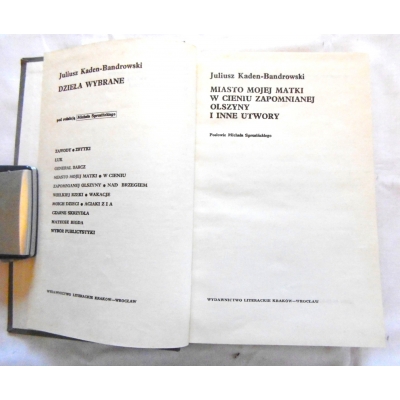 Juliusz Kaden-Bandrowski
DZIEŁA WYBRANE
pod redakcją Michała Sprusińskiego
ZAWODY • ZBYTKI
ŁUK
GENERAŁ BARCZ
MIASTO MOJEJ MATKI • W CIENIU
ZAPOMNIANEJ OLSZYNY • NAD BRZEGIEM
WIELKIEJ RZEKI • WAKACJE
MOICH DZIECI • ACIAKI Z I A
CZARNE SKRZYDŁA
MATEUSZ BIGDA
WYBÓR PUBLICYSTYKI
WYDAWNICTWO LITERACKIE KRAKÓW—WROCŁAW
Juliusz Kaden-Bandrowski
MIASTO MOJEJ MATKI
W CIENIU ZAPOMNIANEJ
OLSZYNY
I INNE UTWORY
Posłowie Michała Sprusińskiego
WYDAWNICTWO LITERACKIE KRAKÓW—WROCŁAW